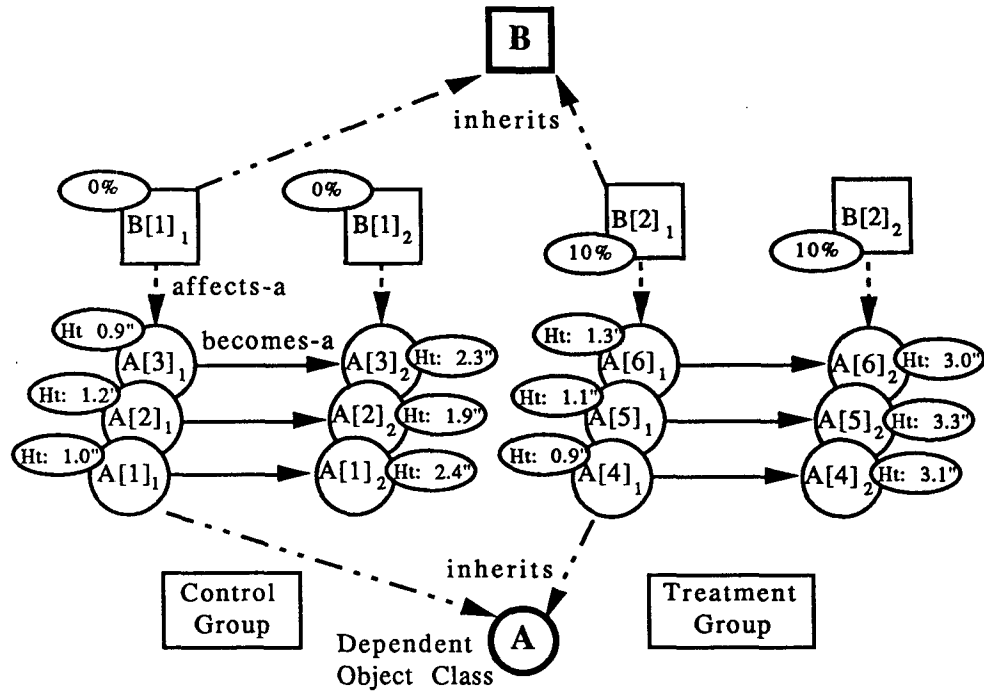 B
inherits
0%
0%
B[1]1
B[1]2
B[2]1
B[2]2
10%
10%
affects-a
Ht 0.9"
becomes-a
Ht: 1.3"
A[3]1
A[3]2
Ht: 2.3"
A[6]1
A[6]2
Ht: 3.0"
Ht: 1.2'
Ht: 1.1"
A[2]1
A[2]2
Ht: 1.9"
A[5]1
A[5]2
Ht: 3.3"
Ht: 1.0"
Ht: 0.9"
A[1]1
A[1]2
Ht: 2.4"
A[4]1
A[4]2
Ht: 3.1"
inherits
Control
Group
Treatment
Group
A
Dependent
Object Class